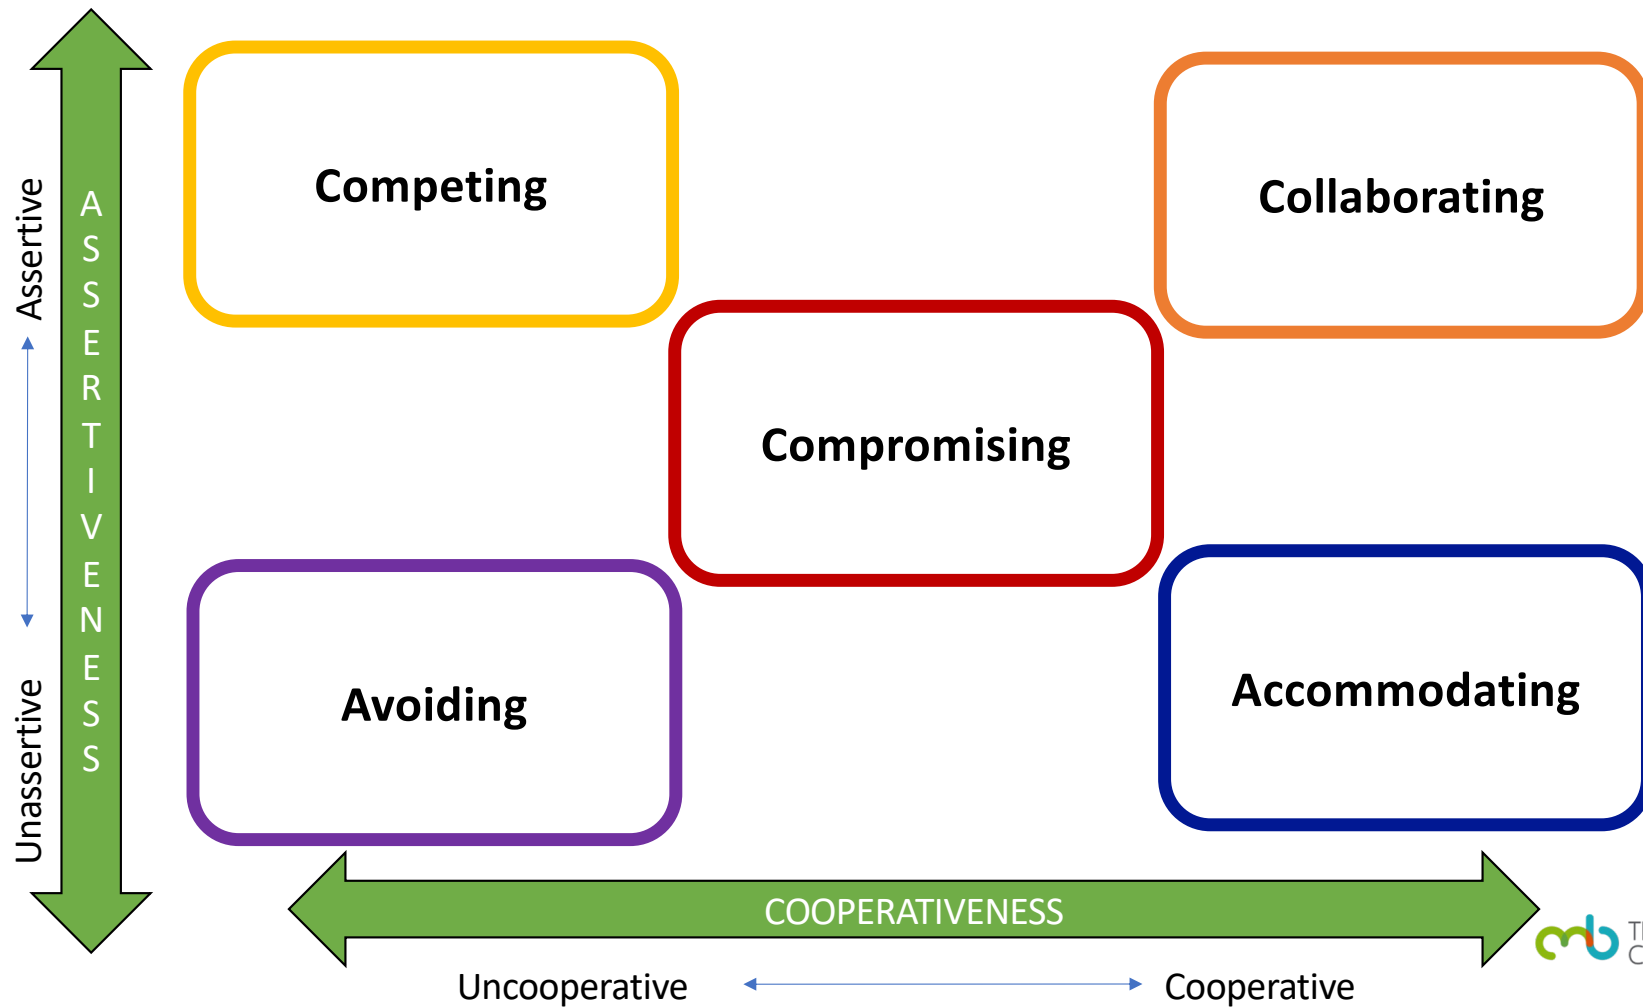 Assertive
Unassertive
ASSERTIVENESS
Competing
Collaborating
Compromising
Avoiding
Accommodating
COOPERATIVENESS
Uncooperative
Cooperative